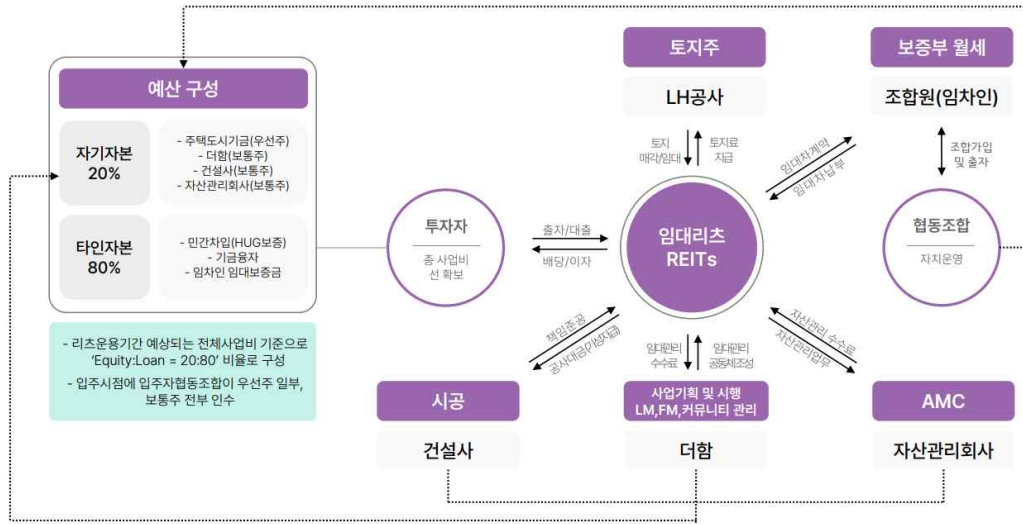 예산 구성
자기자본
20%
- 주택도시기금(우선주)
- 더함(보통주)
- 건설사(보통주)
- 자산관리회사(보통주)
타인자본
80%
- 민간차입(HUG보증)
- 기금융자
- 임차인 임대보증금
- 리츠운용기간 예상되는 전체사업비 기준으로
'Equity:Loan = 20:80' 비율로 구성
- 입주시점에 입주자협동조합이 우선주 일부,
보통주 전부 인수
투자자
총 사업비
선 확보
출자/대출
배당/이자
토지주
LH공사
토지
매각/임대
토지료
지급
임대리츠
REITs
보증부 월세
조합원(임차인)
임대차계약
임대차납부
조합가입
및 출자
협동조합
자치운영
책임준공
공사대금(기성지급)
임대관리
수수료
임대관리
공동체조성
자산관리 수수료
자산관리업무
시공
건설사
사업기획 및 시행
LM,FM,커뮤니티 관리
더함
AMC
자산관리회사